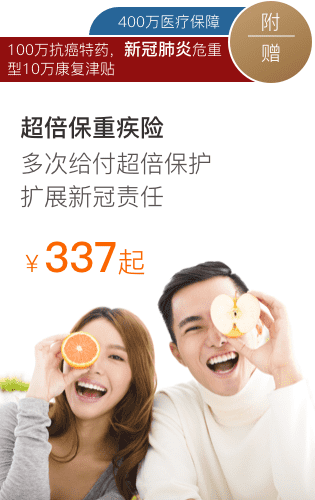 400万医疗保障
附
赠
100万抗癌特药，新冠肺炎危重
型10万康复津贴
超倍保重疾险
多次给付超倍保护
扩展新冠责任
￥337起